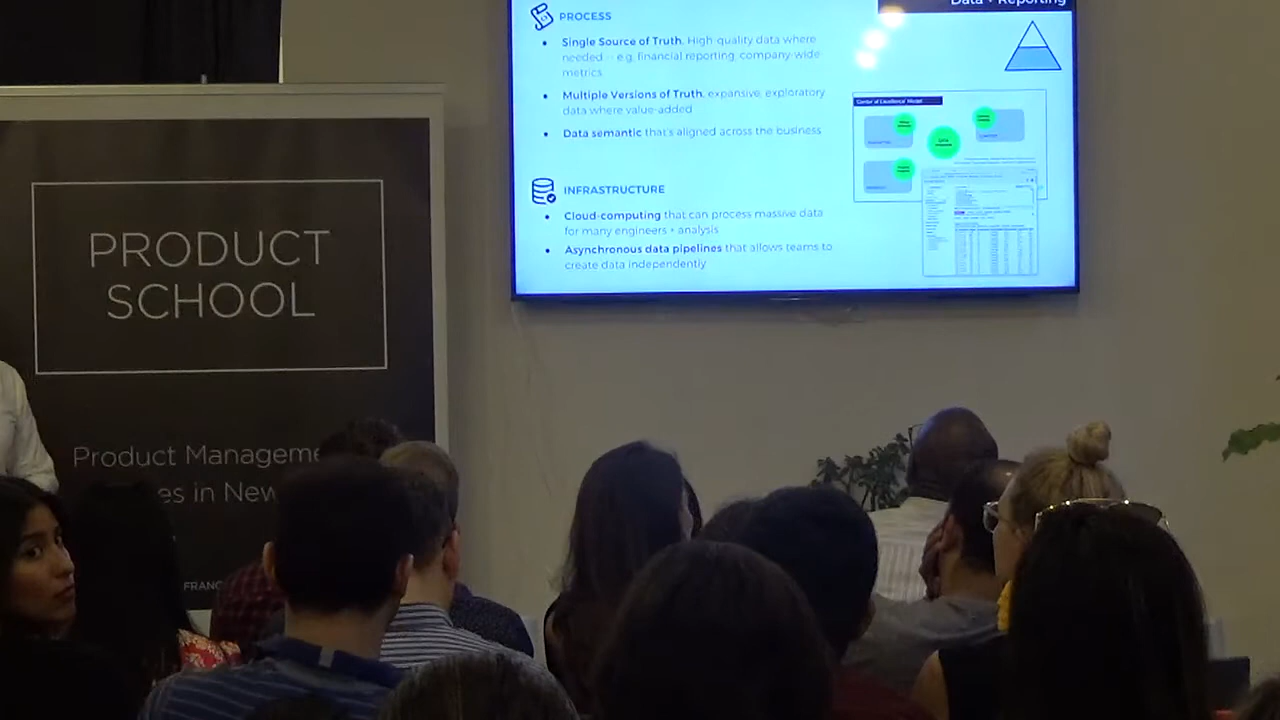 PRODUCT
SCHOOL
Product Manageme
es in New
FRANC
Data + Reporting
PROCESS
• Single Source of Truth. High-quality data where
needed -- e.g. financial reporting, company-wide
metrics
• Multiple Versions of Truth, expansive, exploratory
data where value-added
• Data semantic that's aligned across the business
INFRASTRUCTURE
• Cloud-computing that can process massive data
for many engineers + analysis
• Asynchronous data pipelines that allows teams to
create data independently
'Center of Excellence' Model